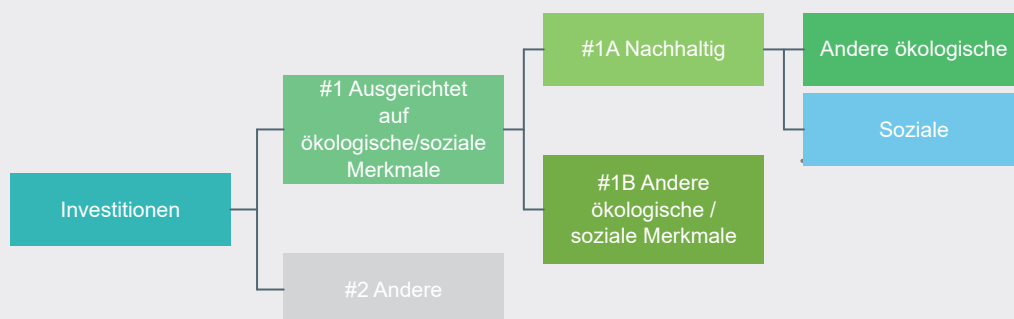 Investitionen
#1 Ausgerichtet
auf
ökologische/soziale
Merkmale
#2 Andere
#1A Nachhaltig
#1B Andere
ökologische /
soziale Merkmale
Andere ökologische
Soziale